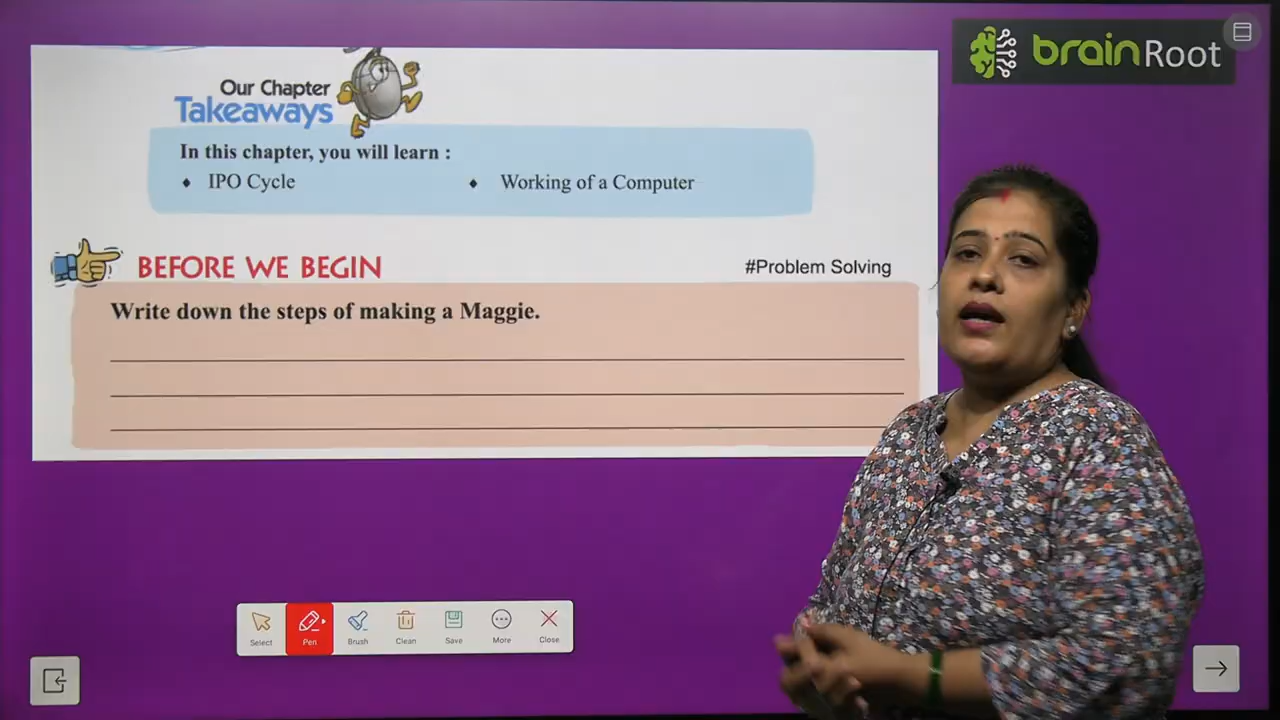 brainRoot
Our Chapter
Takeaways
In this chapter, you will learn :
♦ IPO Cycle
♦ Working of a Computer
BEFORE WE BEGIN
#Problem Solving
Write down the steps of making a Maggie.
Select
Pen
Brush
Clean
Save
More
Close